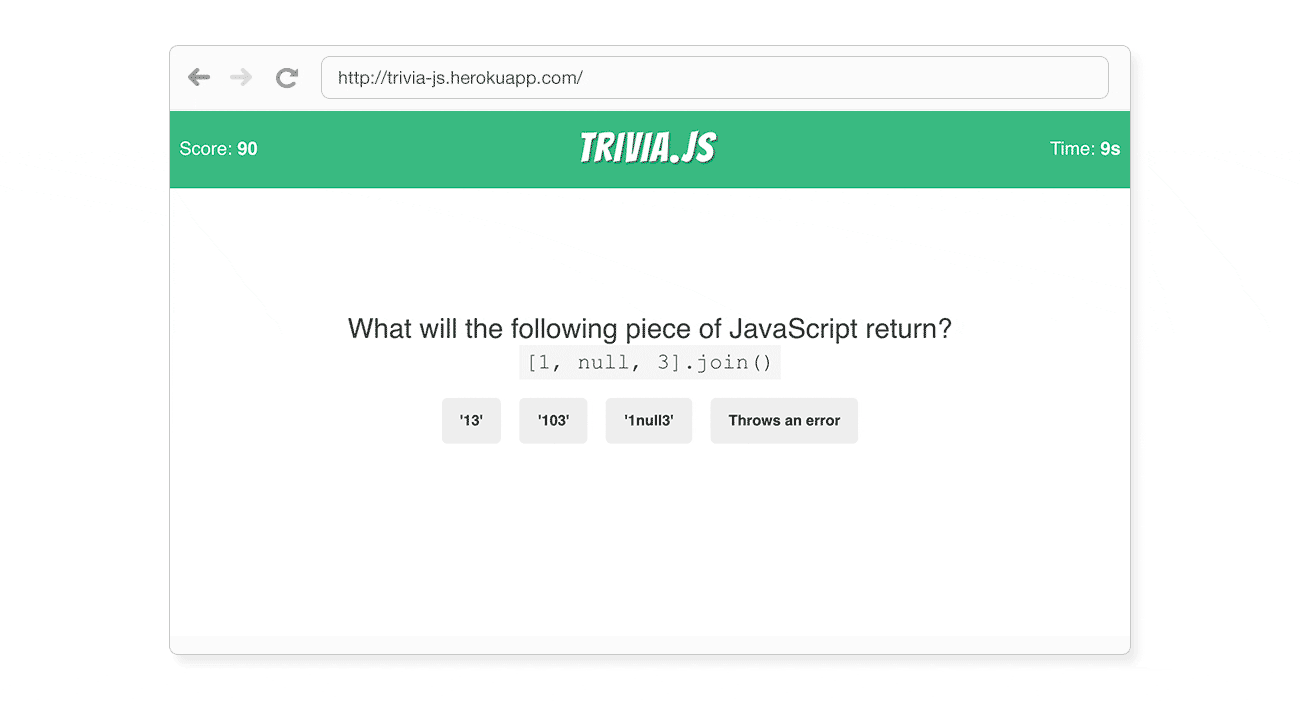 http://trivia-js.herokuapp.com/
Score: 90
TRIVIA.JS
Time: 9s
What will the following piece of JavaScript return?
[1, null, 3].join()
'13'
'103'
'1null3'
Throws an error